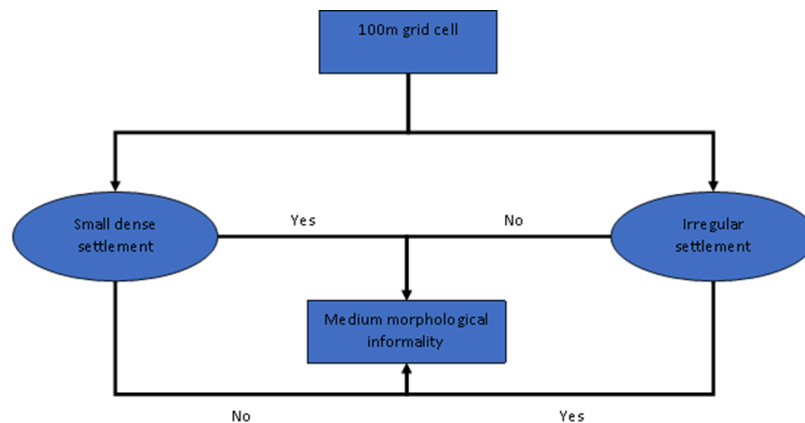 100m grid cell
Small dense
settlement
Yes
No
Irregular
settlement
Medium morphological
informality
No
Yes